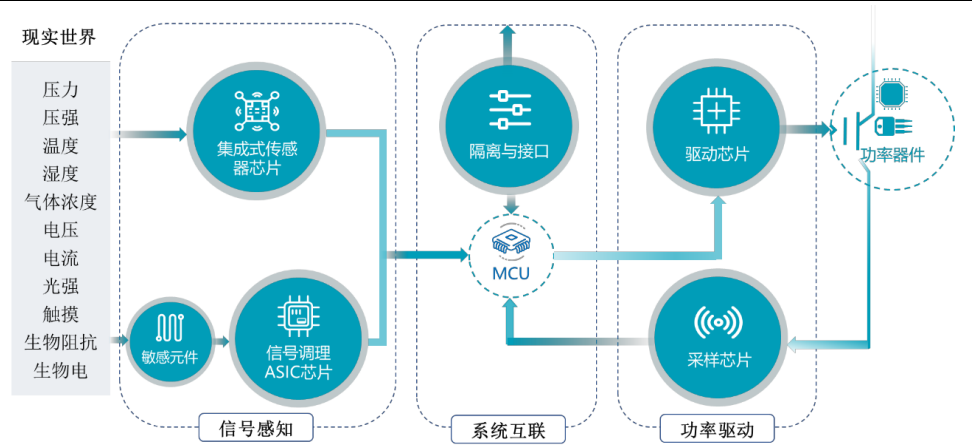 现实世界
压力
压强
温度
湿度
气体浓度
电压
电流
光强
触摸
生物阻抗
生物电
集成式传感
器芯片
敏感元件
信号调理
ASIC芯片
信号感知
隔离与接口
MCU
系统互联
驱动芯片
采样芯片
功率驱动
功率器件